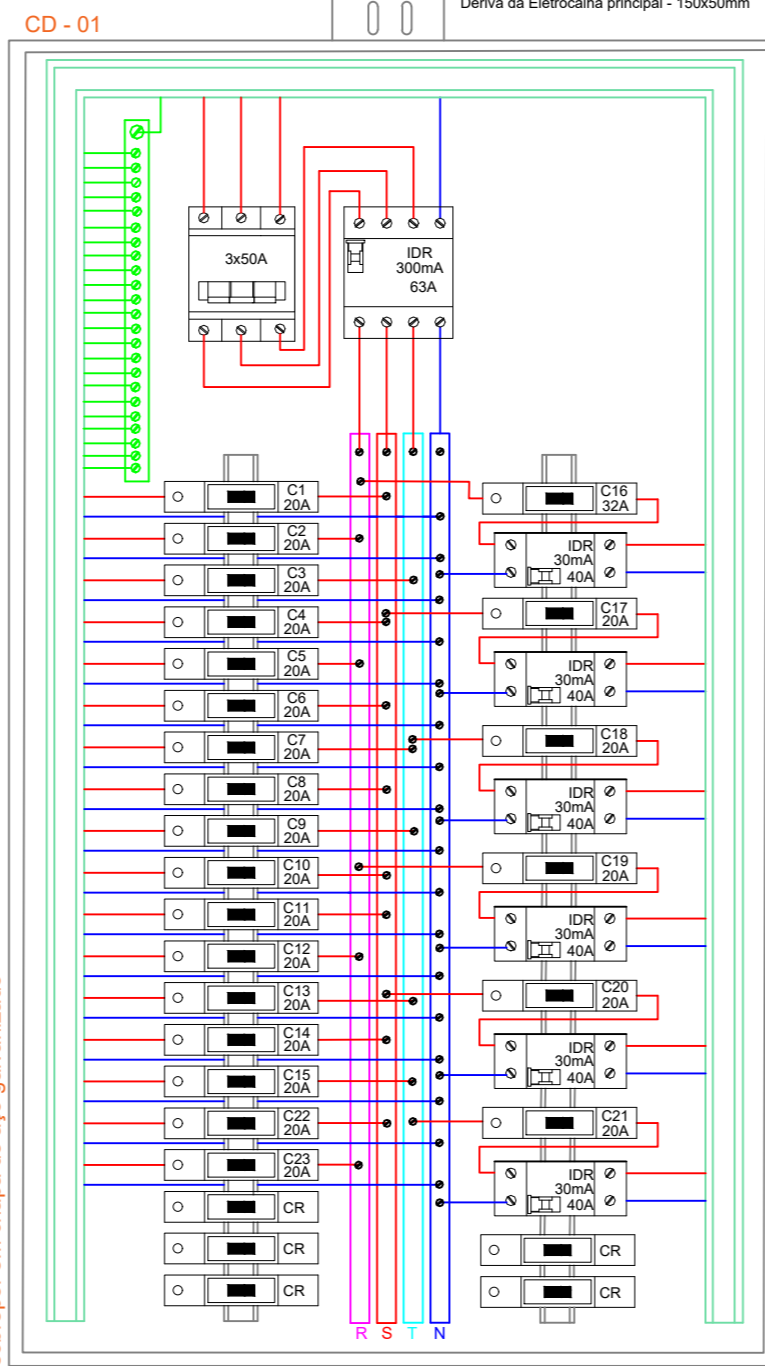 Deriva da Eletrocalha principal - 150x50mm
CD - 01
3x50A
IDR
300mA
63A
C1
20A
C2
20A
C3
20A
C4
20A
C5
20A
C6
20A
C7
20A
C8
20A
C9
20A
C10
20A
C11
20A
C12
20A
C13
20A
C14
20A
C15
20A
C22
20A
C23
20A
CR
CR
CR
C16
32A
IDR
30mA
40A
C17
20A
IDR
30mA
40A
C18
20A
IDR
30mA
40A
C19
20A
IDR
30mA
40A
C20
20A
IDR
30mA
40A
C21
20A
IDR
30mA
40A
CR
CR
R S T N